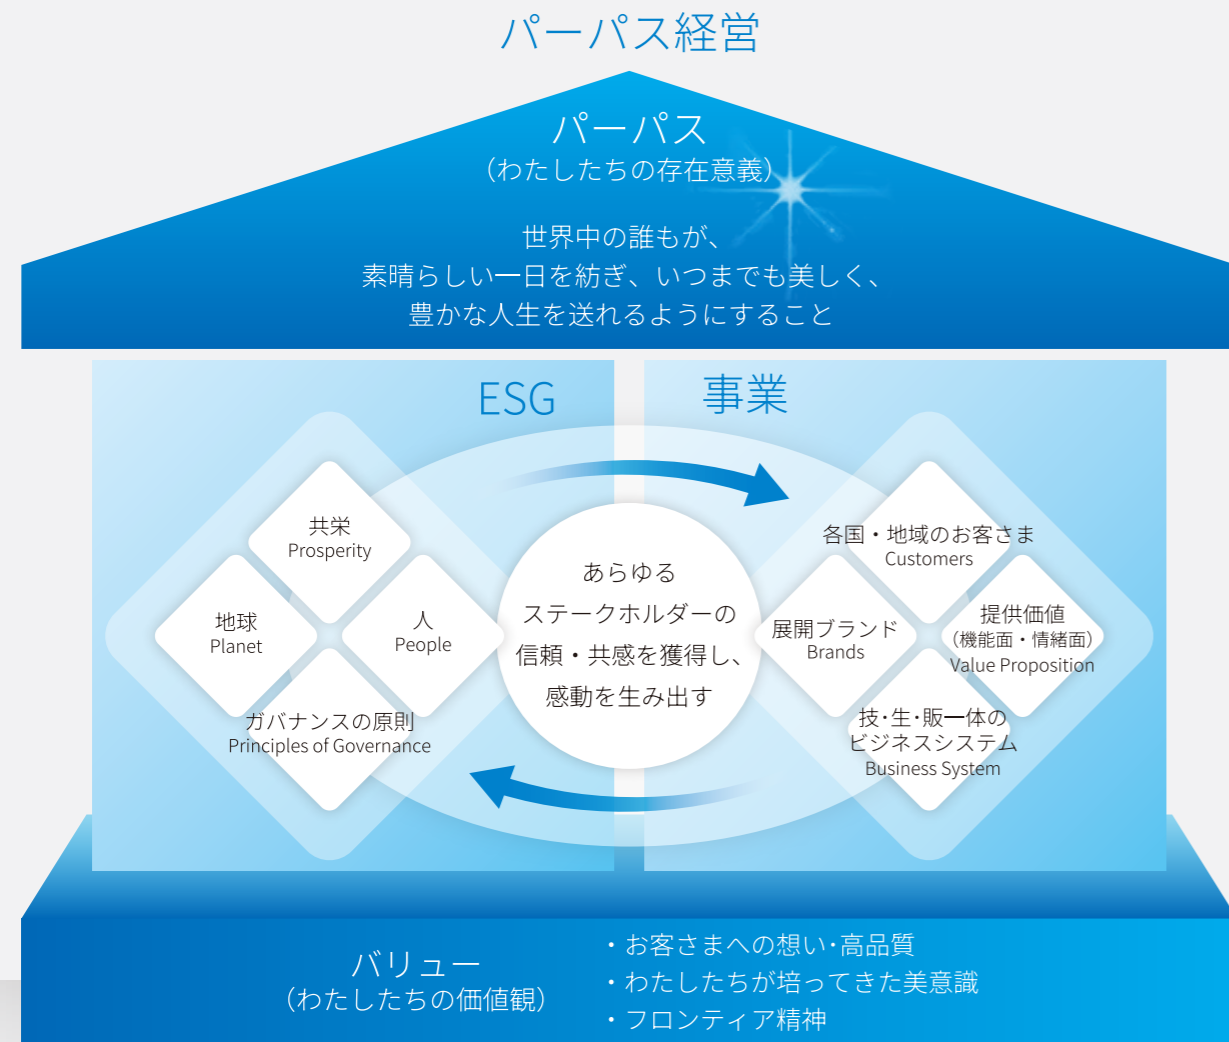 パーパス経営
パーパス
（わたしたちの存在意義）
世界中の誰もが、
素晴らしい一日を紡ぎ、いつまでも美しく、
豊かな人生を送れるようにすること
ESG
事業
共栄
Prosperity
地球
Planet
人
People
ガバナンスの原則
Principles of Governance
あらゆる
ステークホルダーの
信頼・共感を獲得し、
感動を生み出す
各国・地域のお客さま
Customers
展開ブランド
Brands
提供価値
（機能面・情緒面）
Value Proposition
技・生・販一体の
ビジネスシステム
Business System
バリュー
（わたしたちの価値観）
・お客さまへの想い・高品質
・わたしたちが培ってきた美意識
・フロンティア精神